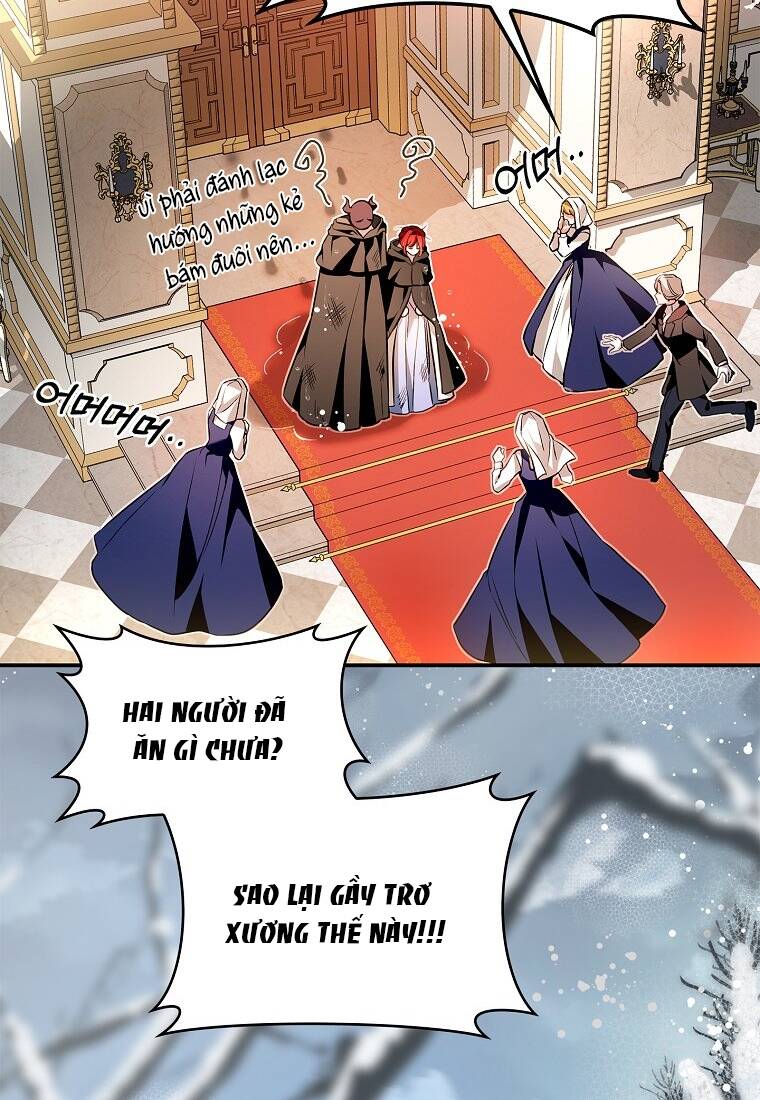 어머..
Vì phải đánh lạc
hướng những kẻ
bám đuôi nên...
어머머머..
HAI NGƯỜI ĐÃ
ĂN GÌ CHƯA?
SAO LẠI GẦY TRƠ
XƯƠNG THẾ NÀY!!!